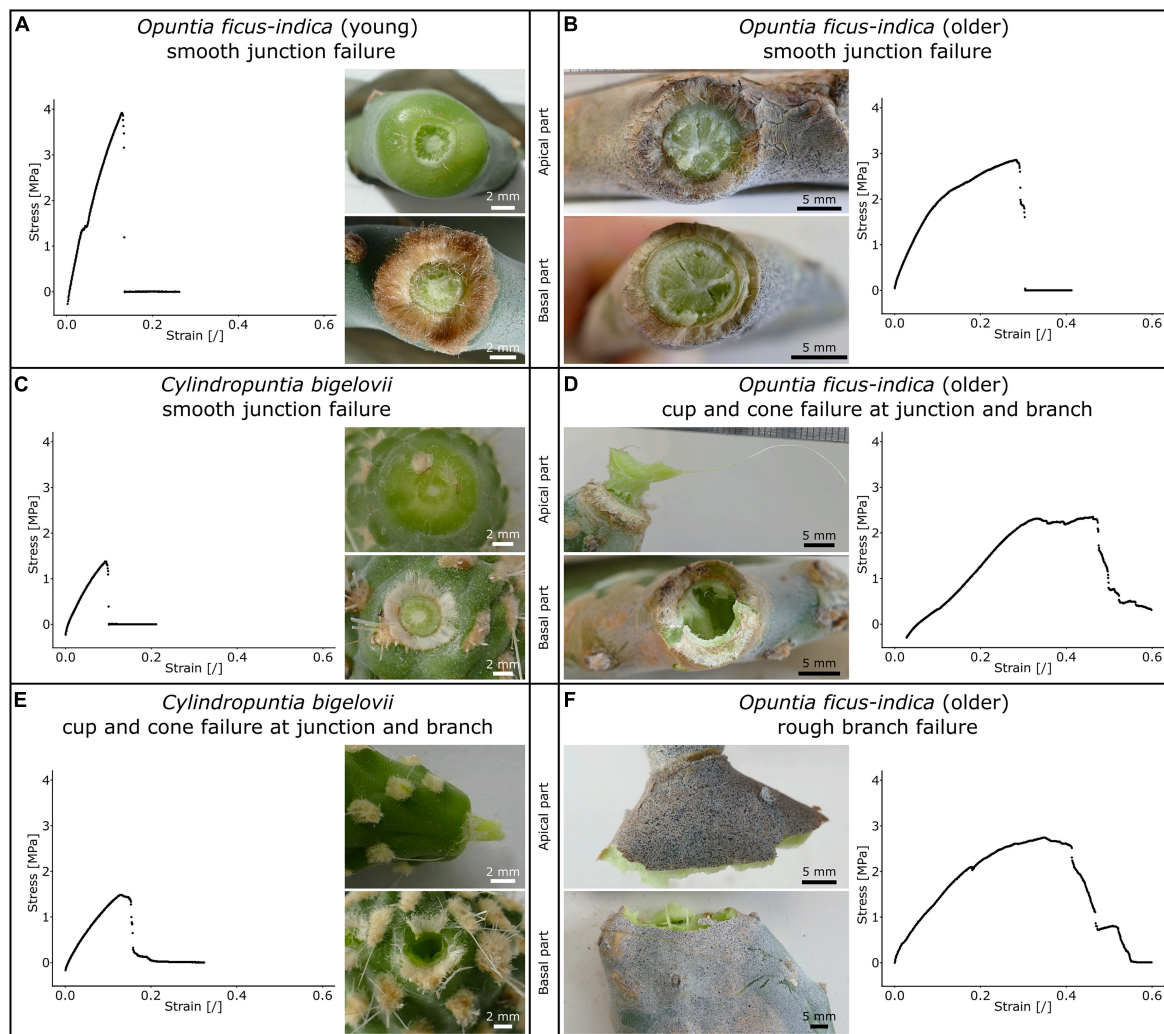 A
Opuntia ficus-indica (young)
smooth junction failure
4
3
2
1
0
Stress [MPa]
0.0
0.2
0.4
0.6
Strain [/]
2 mm
2 mm
Apical part
Basal part
B
Opuntia ficus-indica (older)
smooth junction failure
5 mm
5 mm
4
3
2
1
0
Stress [MPa]
0.0
0.2
0.4
0.6
Strain [/]
C
Cylindropuntia bigelovii
smooth junction failure
4
3
2
1
0
Stress [MPa]
0.0
0.2
0.4
0.6
Strain [/]
2 mm
2 mm
Apical part
Basal part
D
Opuntia ficus-indica (older)
cup and cone failure at junction and branch
5 mm
5 mm
4
3
2
1
0
Stress [MPa]
0.0
0.2
0.4
0.6
Strain [/]
E
Cylindropuntia bigelovii
cup and cone failure at junction and branch
4
3
2
1
0
Stress [MPa]
0.0
0.2
0.4
0.6
Strain [/]
2 mm
2 mm
Apical part
Basal part
F
Opuntia ficus-indica (older)
rough branch failure
5 mm
5 mm
4
3
2
1
0
Stress [MPa]
0.0
0.2
0.4
0.6
Strain [/]